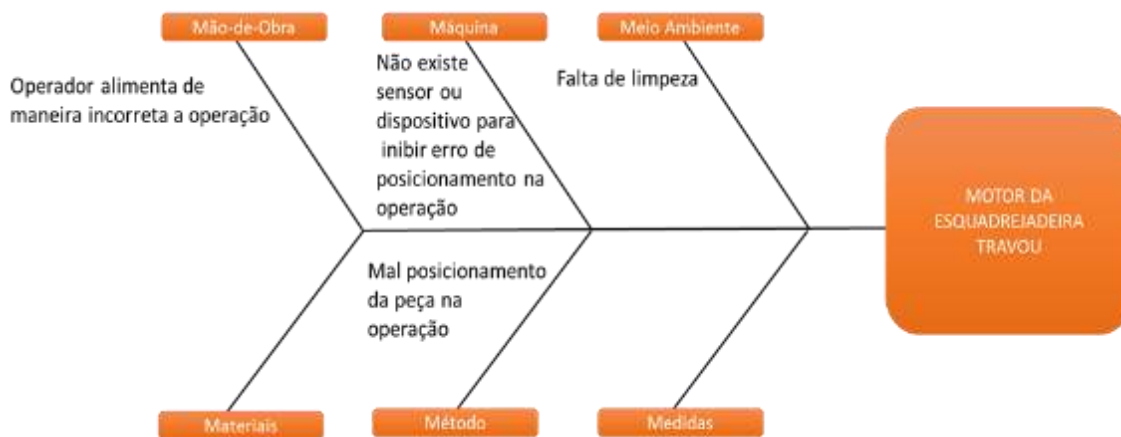 Mão-de-Obra
Máquina
Meio Ambiente
Operador alimenta de
maneira incorreta a operação
Não existe
sensor ou
dispositivo para
inibir erro de
posicionamento na
operação
Falta de limpeza
MOTOR DA
ESQUADREJADEIRA
TRAVOU
Mal posicionamento
da peça na
operação
Materiais
Método
Medidas